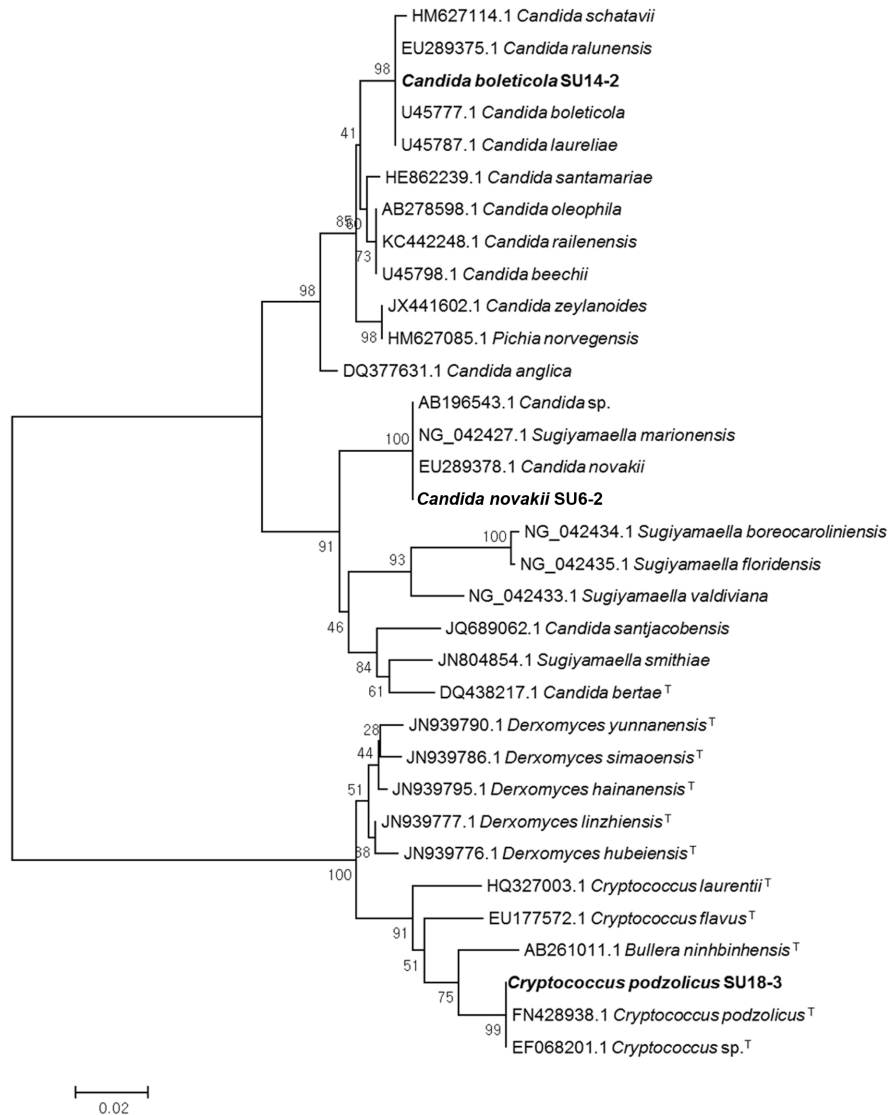 HM627114.1 Candida schatavii
EU289375.1 Candida ralunensis
98
Candida boleticola SU14-2
U45777.1 Candida boleticola
41
U45787.1 Candida laureliae
HE862239.1 Candida santamariae
AB278598.1 Candida oleophila
85
60
KC442248.1 Candida railenensis
73
U45798.1 Candida beechii
98
JX441602.1 Candida zeylanoides
98
HM627085.1 Pichia norvegensis
DQ377631.1 Candida anglica
AB196543.1 Candida sp.
100
NG_042427.1 Sugiyamaella marionensis
EU289378.1 Candida novakii
Candida novakii SU6-2
100
NG_042434.1 Sugiyamaella boreocaroliniensis
91
93
NG_042435.1 Sugiyamaella floridensis
NG_042433.1 Sugiyamaella valdiviana
46
JQ689062.1 Candida santjacobensis
84
JN804854.1 Sugiyamaella smithiae
61
DQ438217.1 Candida bertae T
28
JN939790.1 Derxomyces yunnanensis T
44
JN939786.1 Derxomyces simaoensis T
51
JN939795.1 Derxomyces hainanensis T
JN939777.1 Derxomyces linzhiensis T
JN939776.1 Derxomyces hubeiensis T
100
HQ327003.1 Cryptococcus laurentii T
91
EU177572.1 Cryptococcus flavus T
51
AB261011.1 Bullera ninhbinhensis T
Cryptococcus podzolicus SU18-3
75
FN428938.1 Cryptococcus podzolicus T
99
EF068201.1 Cryptococcus sp. T
0.02